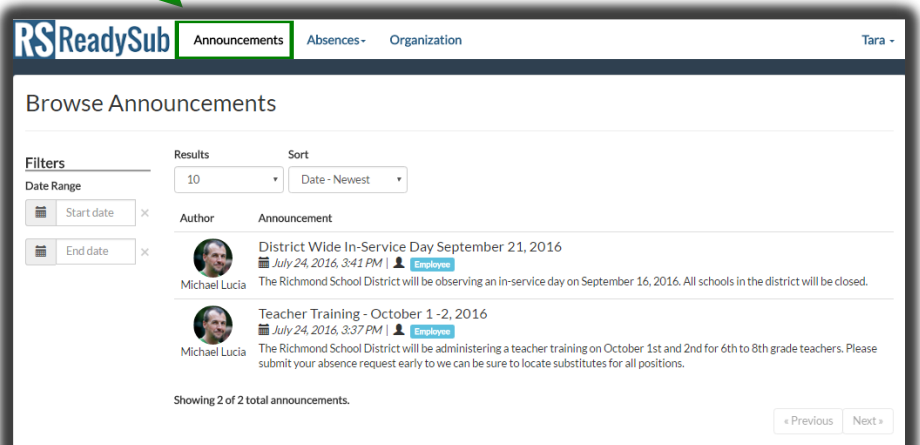 RS ReadySub Announcements Absences Organization Tara
Browse Announcements
Filters
Date Range
Start date ×
End date ×
Results Sort
10 Date - Newest
Author Announcement
Michael Lucia
District Wide In-Service Day September 21, 2016
July 24, 2016, 3:41 PM | Employee
The Richmond School District will be observing an in-service day on September 16, 2016. All schools in the district will be closed.
Michael Lucia
Teacher Training - October 1 -2, 2016
July 24, 2016, 3:37 PM | Employee
The Richmond School District will be administering a teacher training on October 1st and 2nd for 6th to 8th grade teachers. Please
submit your absence request early to we can be sure to locate substitutes for all positions.
Showing 2 of 2 total announcements.
« Previous Next »